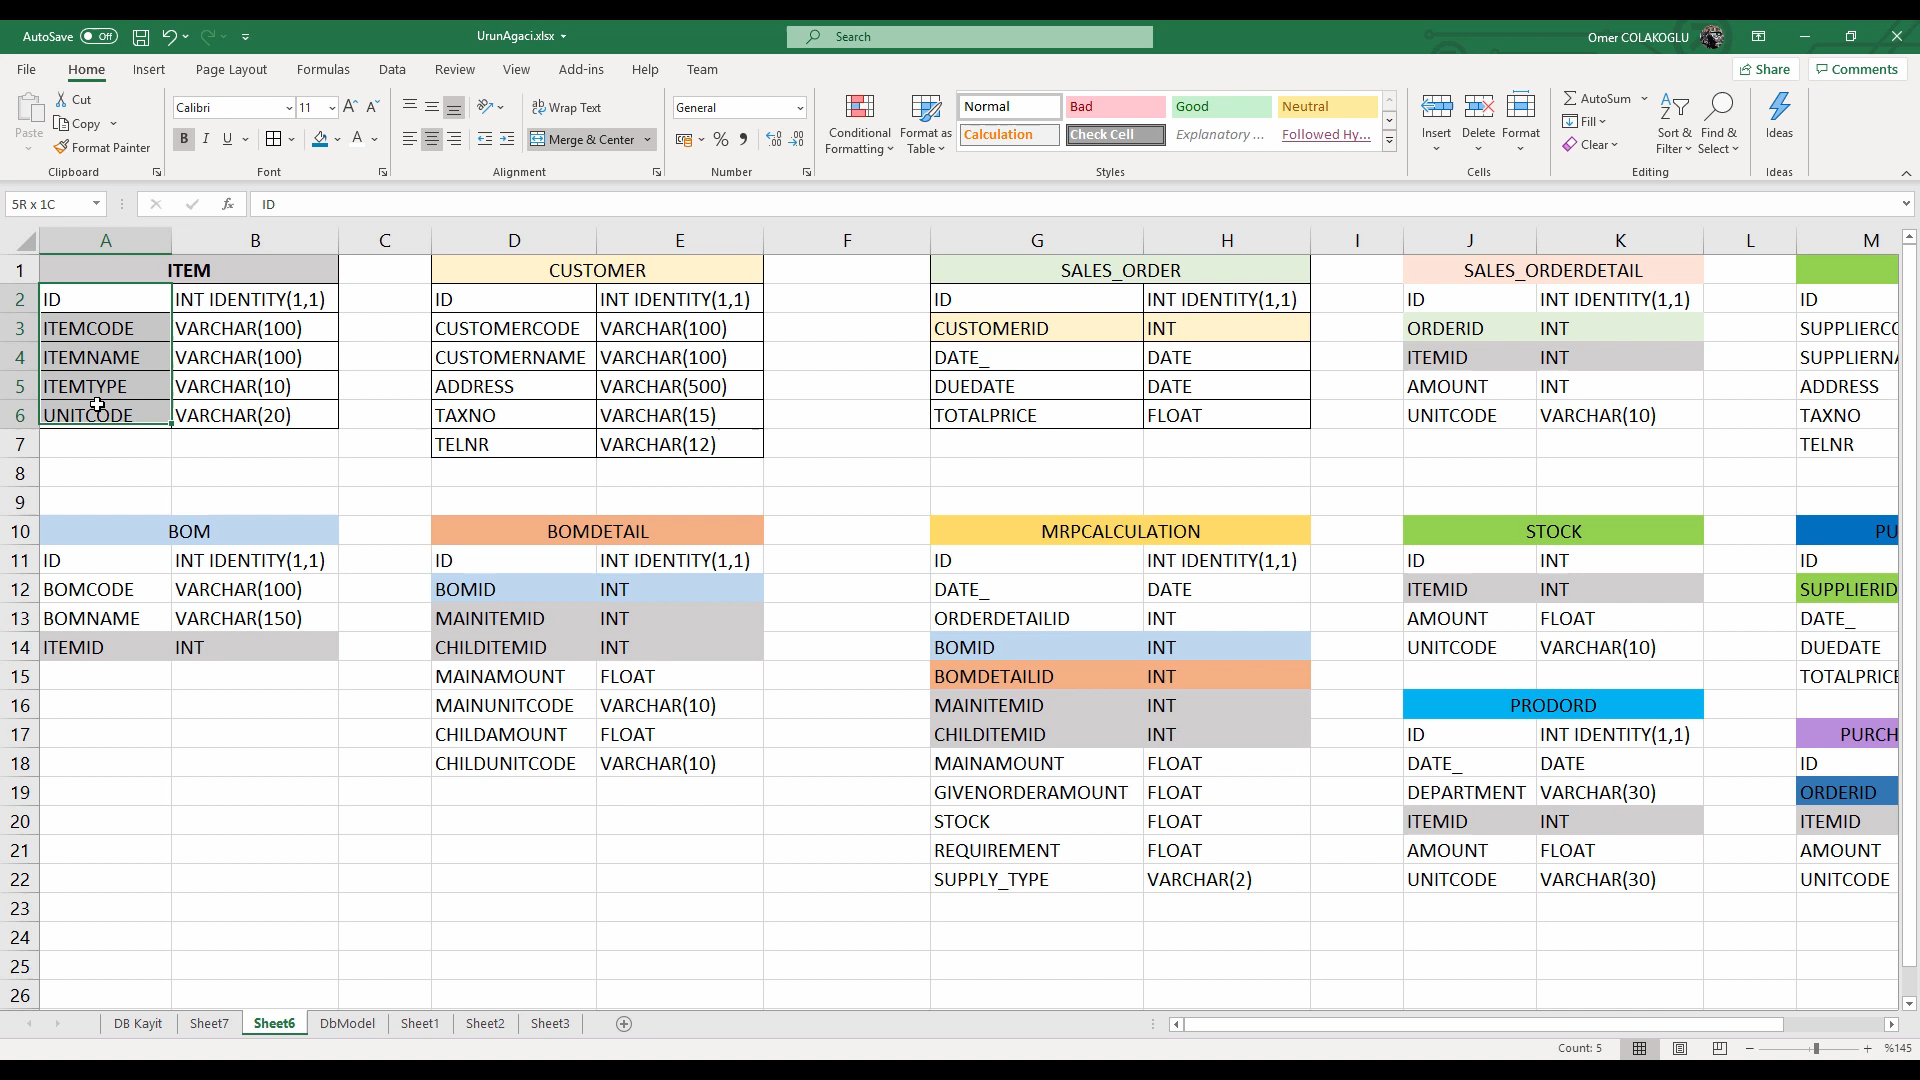 AutoSave Off UrunAgaci.xlsx Search Omer COLAKOGLU
File Home Insert Page Layout Formulas Data Review View Add-ins Help Team Share Comments
Paste Cut Copy Format Painter Clipboard
Calibri 11 B I U A Font
Wrap Text Merge & Center Alignment
General % Number
Conditional Formatting Format as Table Normal Bad Good Neutral Calculation Check Cell Explanatory ... Followed Hy... Styles
Insert Delete Format Cells
AutoSum Fill Clear Sort & Filter Find & Select Editing
Ideas Ideas
5R x 1C fx ID
A B C D E F G H I J K L M
1 ITEM CUSTOMER SALES_ORDER SALES_ORDERDETAIL
2 ID INT IDENTITY(1,1) ID INT IDENTITY(1,1) ID INT IDENTITY(1,1) ID INT IDENTITY(1,1) ID
3 ITEMCODE VARCHAR(100) CUSTOMERCODE VARCHAR(100) CUSTOMERID INT ORDERID INT SUPPLIERCO
4 ITEMNAME VARCHAR(100) CUSTOMERNAME VARCHAR(100) DATE_ DATE ITEMID INT SUPPLIERNA
5 ITEMTYPE VARCHAR(10) ADDRESS VARCHAR(500) DUEDATE DATE AMOUNT INT ADDRESS
6 UNITCODE VARCHAR(20) TAXNO VARCHAR(15) TOTALPRICE FLOAT UNITCODE VARCHAR(10) TAXNO
7 TELNR VARCHAR(12) TELNR
8
9
10 BOM BOMDETAIL MRPCALCULATION STOCK PU
11 ID INT IDENTITY(1,1) ID INT IDENTITY(1,1) ID INT IDENTITY(1,1) ID INT ID
12 BOMCODE VARCHAR(100) BOMID INT DATE_ DATE ITEMID INT SUPPLIERID
13 BOMNAME VARCHAR(150) MAINITEMID INT ORDERDETAILID INT AMOUNT FLOAT DATE_
14 ITEMID INT CHILDITEMID INT BOMID INT UNITCODE VARCHAR(10) DUEDATE
15 MAINAMOUNT FLOAT BOMDETAILID INT TOTALPRICE
16 MAINUNITCODE VARCHAR(10) MAINITEMID INT PRODORD
17 CHILDAMOUNT FLOAT CHILDITEMID INT ID INT IDENTITY(1,1) PURCH
18 CHILDUNITCODE VARCHAR(10) MAINAMOUNT FLOAT DATE_ DATE ID
19 GIVENORDERAMOUNT FLOAT DEPARTMENT VARCHAR(30) ORDERID
20 STOCK FLOAT ITEMID INT ITEMID
21 REQUIREMENT FLOAT AMOUNT FLOAT AMOUNT
22 SUPPLY_TYPE VARCHAR(2) UNITCODE VARCHAR(30) UNITCODE
23
24
25
26
DB Kayit Sheet7 Sheet6 DbModel Sheet1 Sheet2 Sheet3
Count: 5 %145